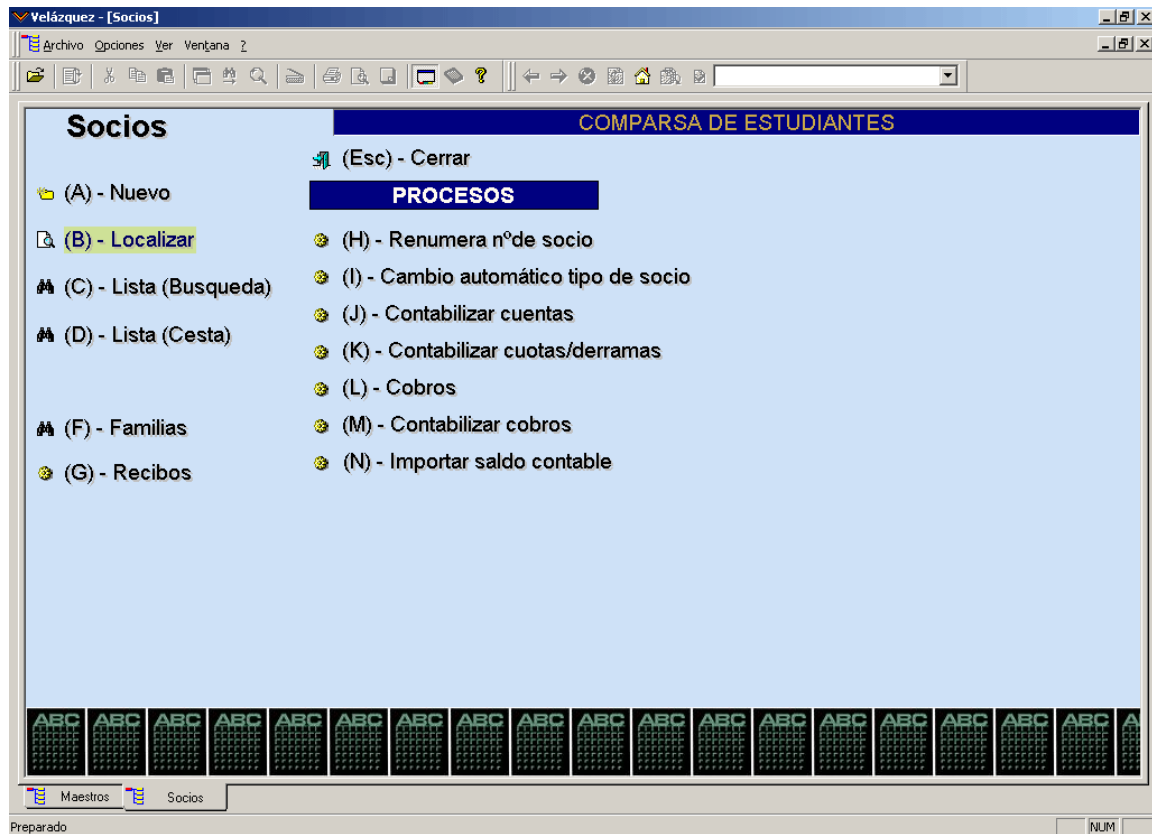 Velázquez - [Socios]
Archivo Opciones Ver Ventana ?
Socios
COMPARSA DE ESTUDIANTES
(Esc) - Cerrar
(A) - Nuevo
PROCESOS
(B) - Localizar
(H) - Renumera nºde socio
(I) - Cambio automático tipo de socio
(C) - Lista (Busqueda)
(J) - Contabilizar cuentas
(D) - Lista (Cesta)
(K) - Contabilizar cuotas/derramas
(L) - Cobros
(F) - Familias
(M) - Contabilizar cobros
(G) - Recibos
(N) - Importar saldo contable
ABC ABC ABC ABC ABC ABC ABC ABC ABC ABC ABC ABC ABC ABC ABC ABC ABC ABC A
Maestros Socios
Preparado NUM